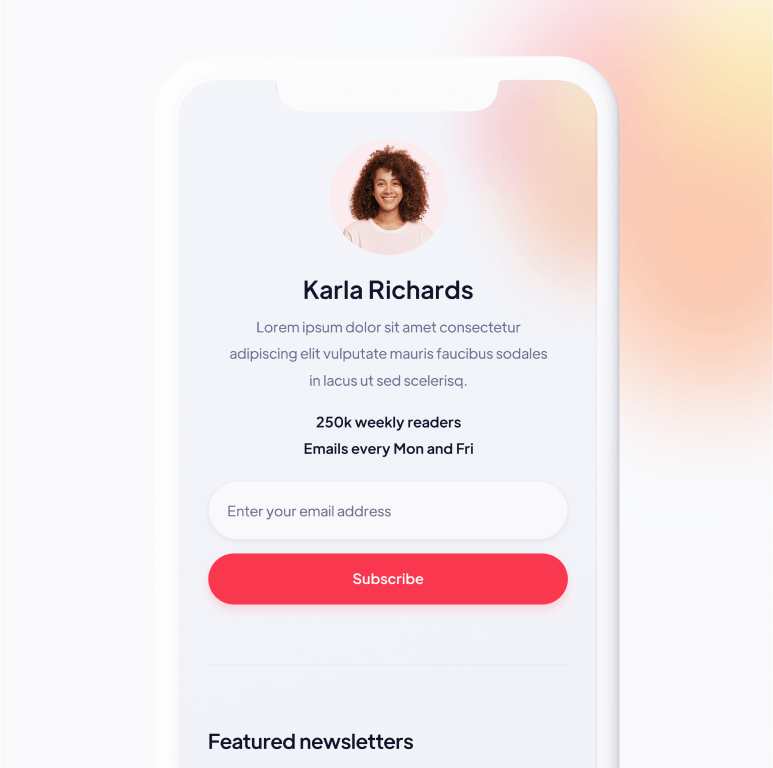 Karla Richards
Lorem ipsum dolor sit amet consectetur
adipiscing elit vulputate mauris faucibus sodales
in lacus ut sed scelerisq.
250k weekly readers
Emails every Mon and Fri
Enter your email address
Subscribe
Featured newsletters